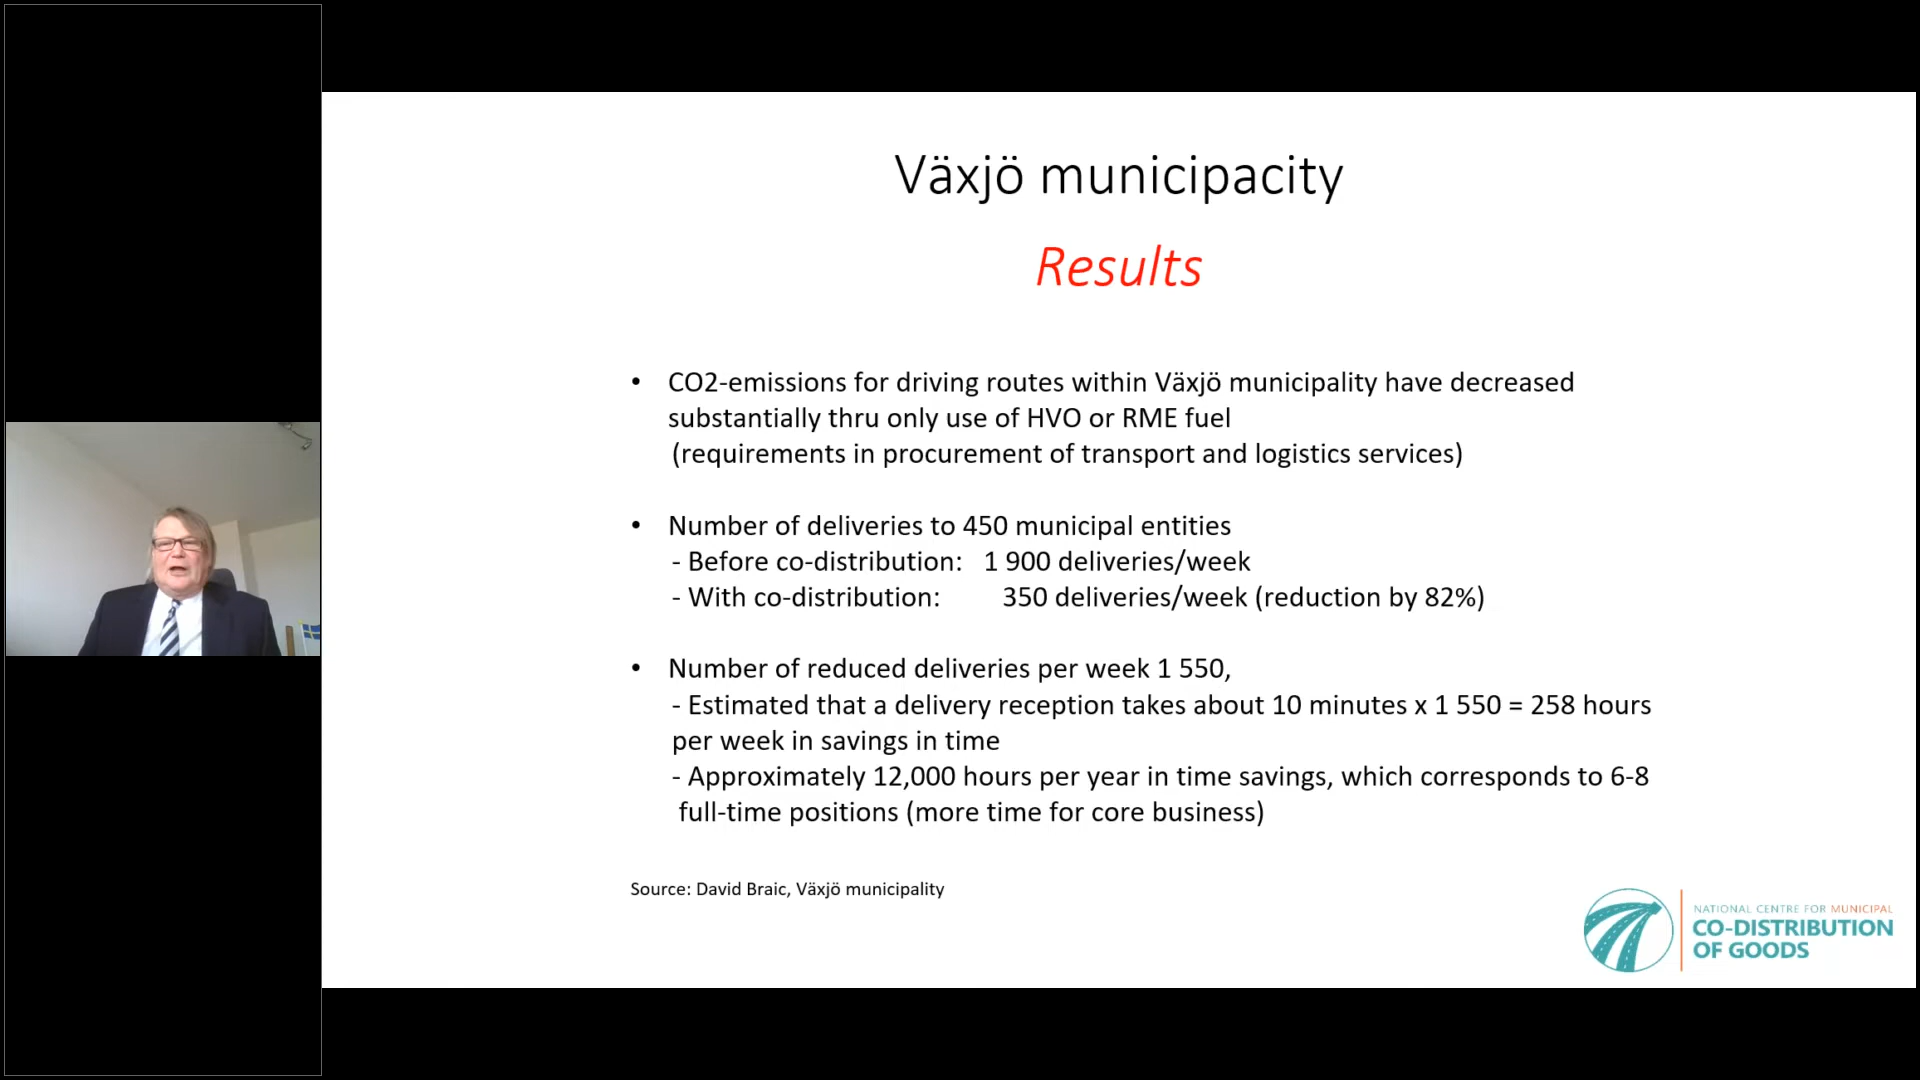 Växjö municipacity
Results
• CO2-emissions for driving routes within Växjö municipality have decreased
substantially thru only use of HVO or RME fuel
(requirements in procurement of transport and logistics services)
• Number of deliveries to 450 municipal entities
- Before co-distribution: 1 900 deliveries/week
- With co-distribution: 350 deliveries/week (reduction by 82%)
• Number of reduced deliveries per week 1 550,
- Estimated that a delivery reception takes about 10 minutes x 1 550 = 258 hours
per week in savings in time
- Approximately 12,000 hours per year in time savings, which corresponds to 6-8
full-time positions (more time for core business)
Source: David Braic, Växjö municipality
NATIONAL CENTRE FOR MUNICIPAL
CO-DISTRIBUTION
OF GOODS